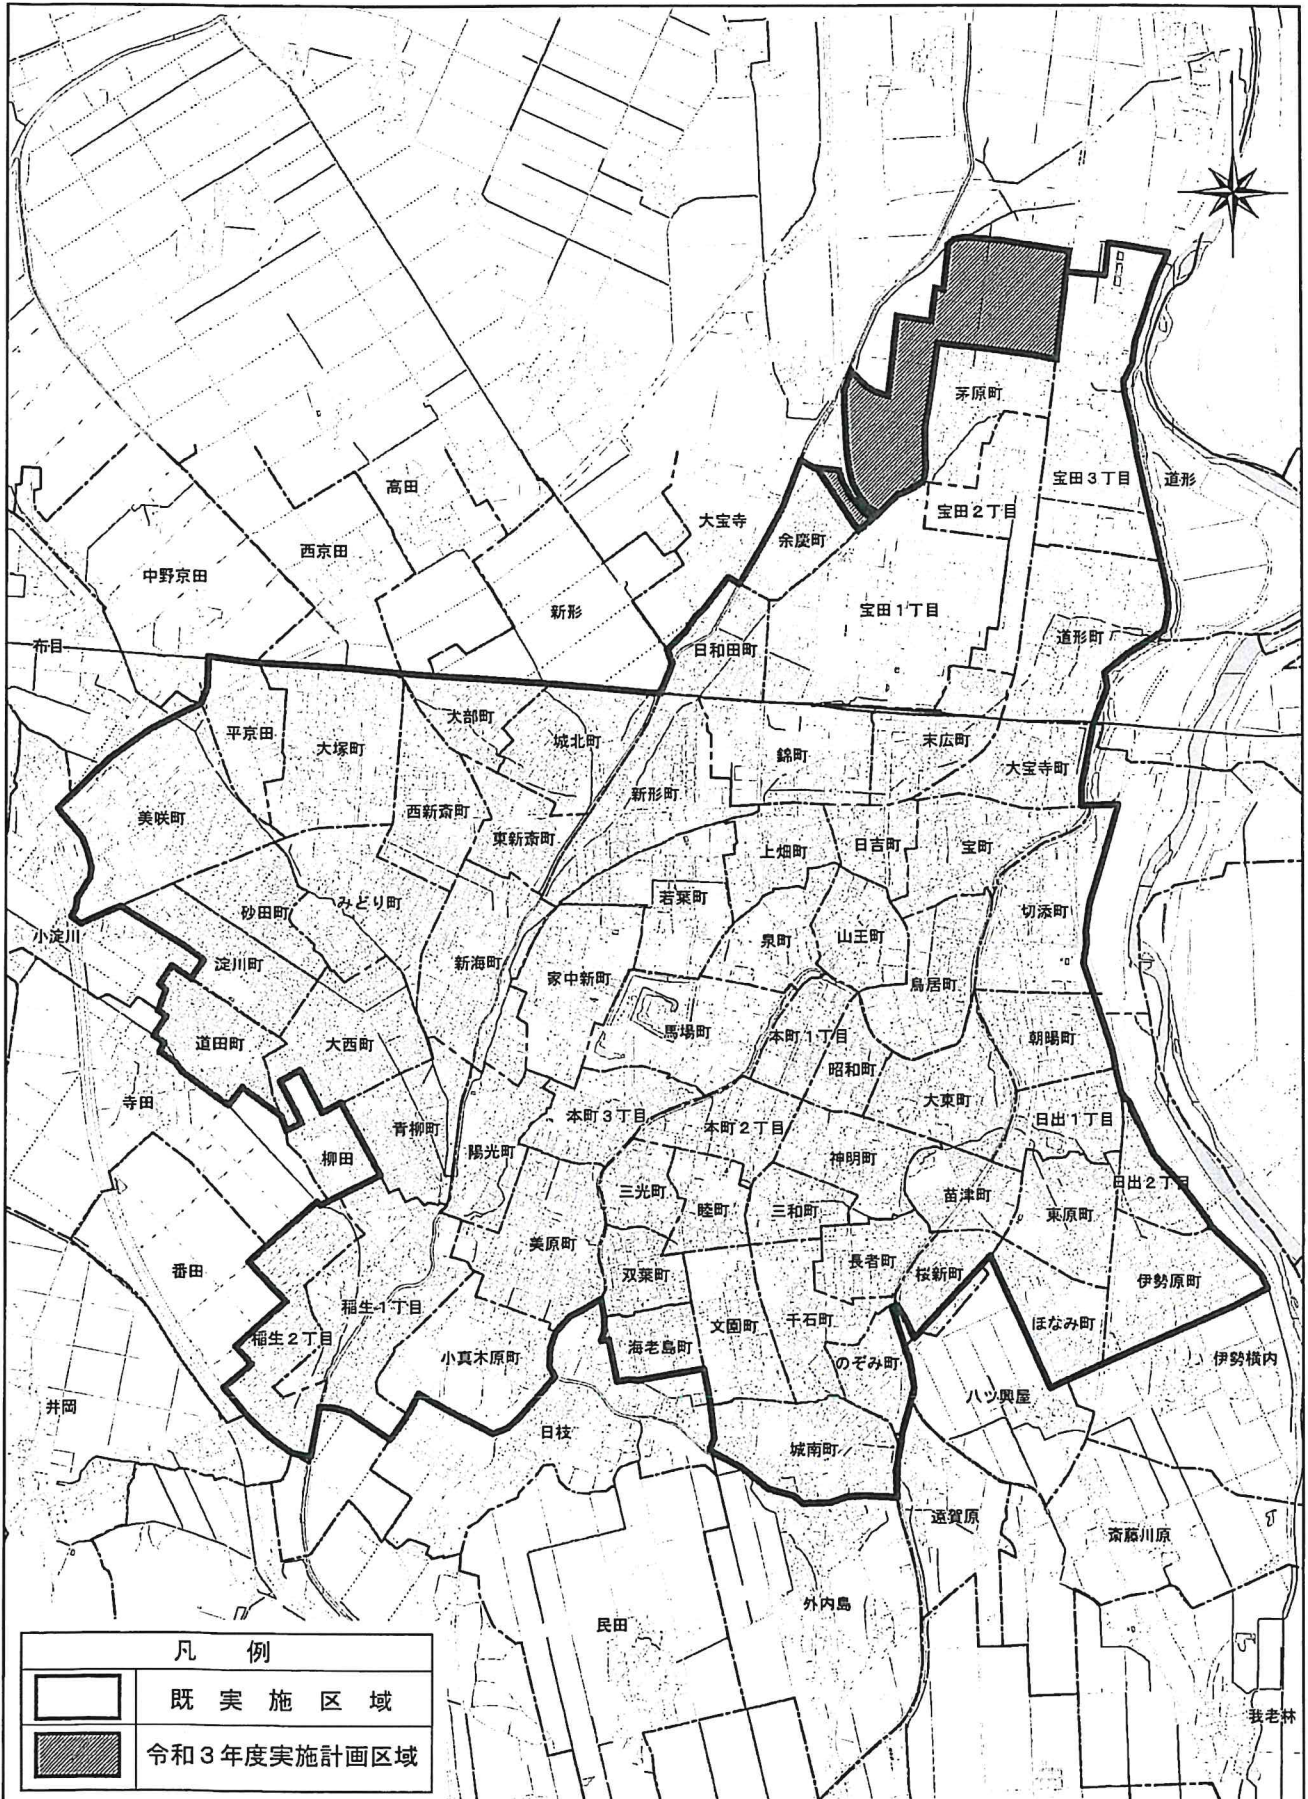 茅原町
宝田3丁目
道形
高田
宝田2丁目
大宝寺
余慶町
西京田
中野京田
新形
宝田1丁目
布目
日和田町
道形町
平京田
大塚町
大部町
城北町
錦町
末広町
大宝寺町
美咲町
西新斎町
新形町
東新斎町
上畑町
日吉町
宝町
砂田町
みどり町
若葉町
切添町
小淀川
淀川町
新海町
家中新町
泉町
山王町
鳥居町
道田町
大西町
馬場町
本町1丁目
昭和町
朝暘町
寺田
青柳町
本町3丁目
本町2丁目
大東町
日出1丁目
柳田
陽光町
三光町
睦町
三和町
神明町
苗津町
日出2丁目
東原町
番田
美原町
双葉町
長者町
桜新町
伊勢原町
稲生1丁目
稲生2丁目
小真木原町
海老島町
文園町
千石町
のぞみ町
ほなみ町
伊勢横内
井岡
日枝
城南町
八ツ興屋
遠賀原
斎藤川原
民田
外内島
我老林
凡例
既実施区域
令和3年度実施計画区域